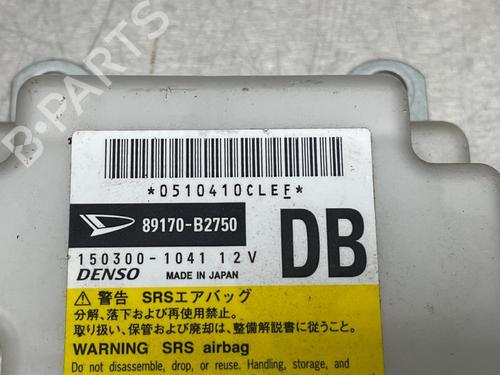 B-PARTS
*0510410CLEF*
89170-B2750
150300-1041 12V
DB
DENSO MADE IN JAPAN
警告 SRSエアバッグ
分解、落下および再使用禁止。
取り扱い、保管および廃却は、整備解説書に従うこと。
WARNING SRS airbag
Do not disassemble, drop, or reuse. Handling, storage, and